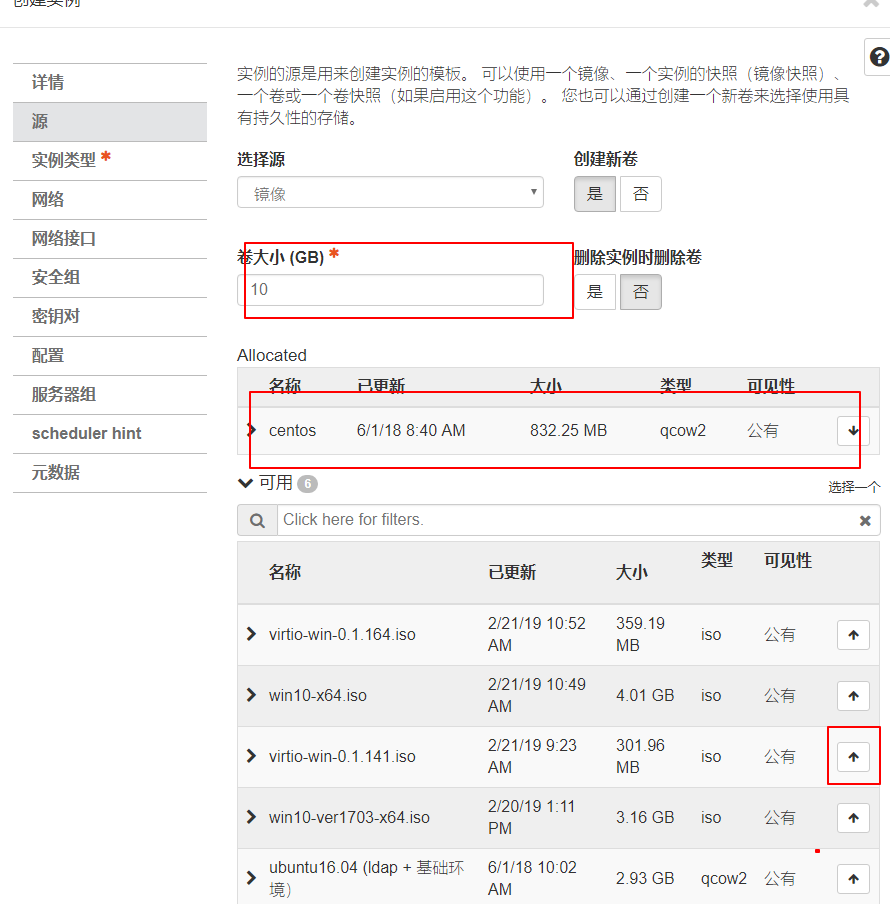 创建实例
详情
源
实例类型 *
网络
网络接口
安全组
密钥对
配置
服务器组
scheduler hint
元数据
实例的源是用来创建实例的模板。 可以使用一个镜像、一个实例的快照（镜像快照）、
一个卷或一个卷快照（如果启用这个功能）。 您也可以通过创建一个新卷来选择使用具
有持久性的存储。
选择源 创建新卷
镜像 是 否
卷大小 (GB) * 删除实例时删除卷
10 是 否
Allocated
名称 已更新 大小 类型 可见性
centos 6/1/18 8:40 AM 832.25 MB qcow2 公有
可用 6 选择一个
Click here for filters.
名称 已更新 大小 类型 可见性
virtio-win-0.1.164.iso 2/21/19 10:52 359.19 iso 公有
AM MB
win10-x64.iso 2/21/19 10:49 4.01 GB iso 公有
AM
virtio-win-0.1.141.iso 2/21/19 9:23 301.96 iso 公有
AM MB
win10-ver1703-x64.iso 2/20/19 1:11 3.16 GB iso 公有
PM
ubuntu16.04 (ldap + 基础环 6/1/18 10:02 2.93 GB qcow2 公有
境） AM